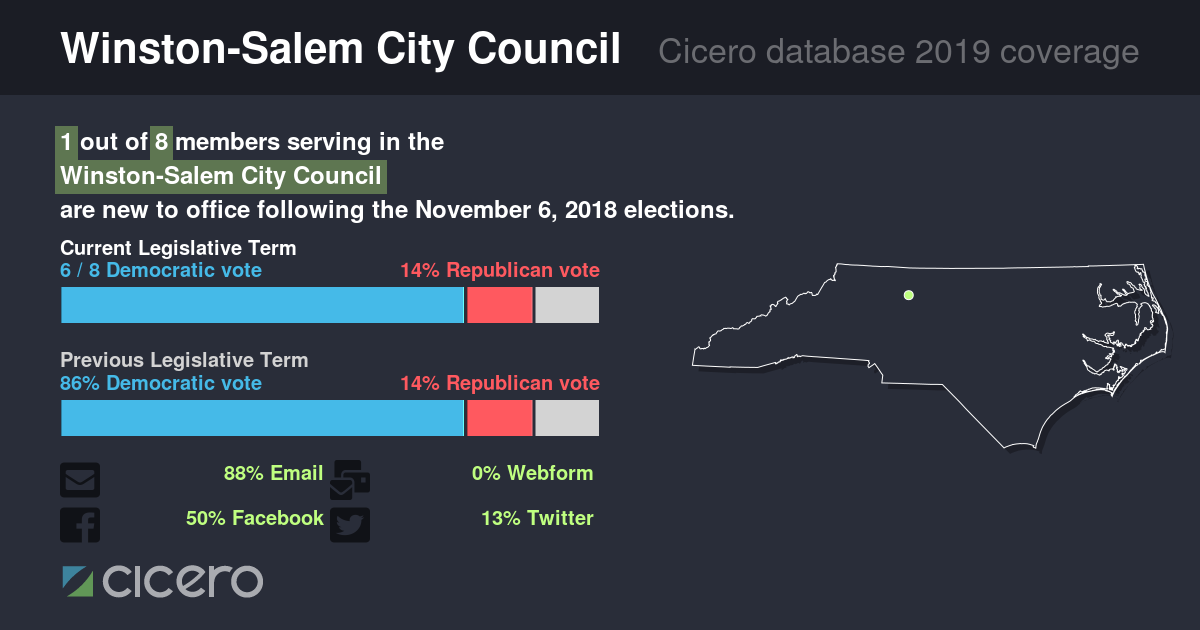 Winston-Salem City Council Cicero database 2019 coverage
1 out of 8 members serving in the
Winston-Salem City Council
are new to office following the November 6, 2018 elections.
Current Legislative Term
6 / 8 Democratic vote 14% Republican vote
Previous Legislative Term
86% Democratic vote 14% Republican vote
88% Email 0% Webform
50% Facebook 13% Twitter
cicero